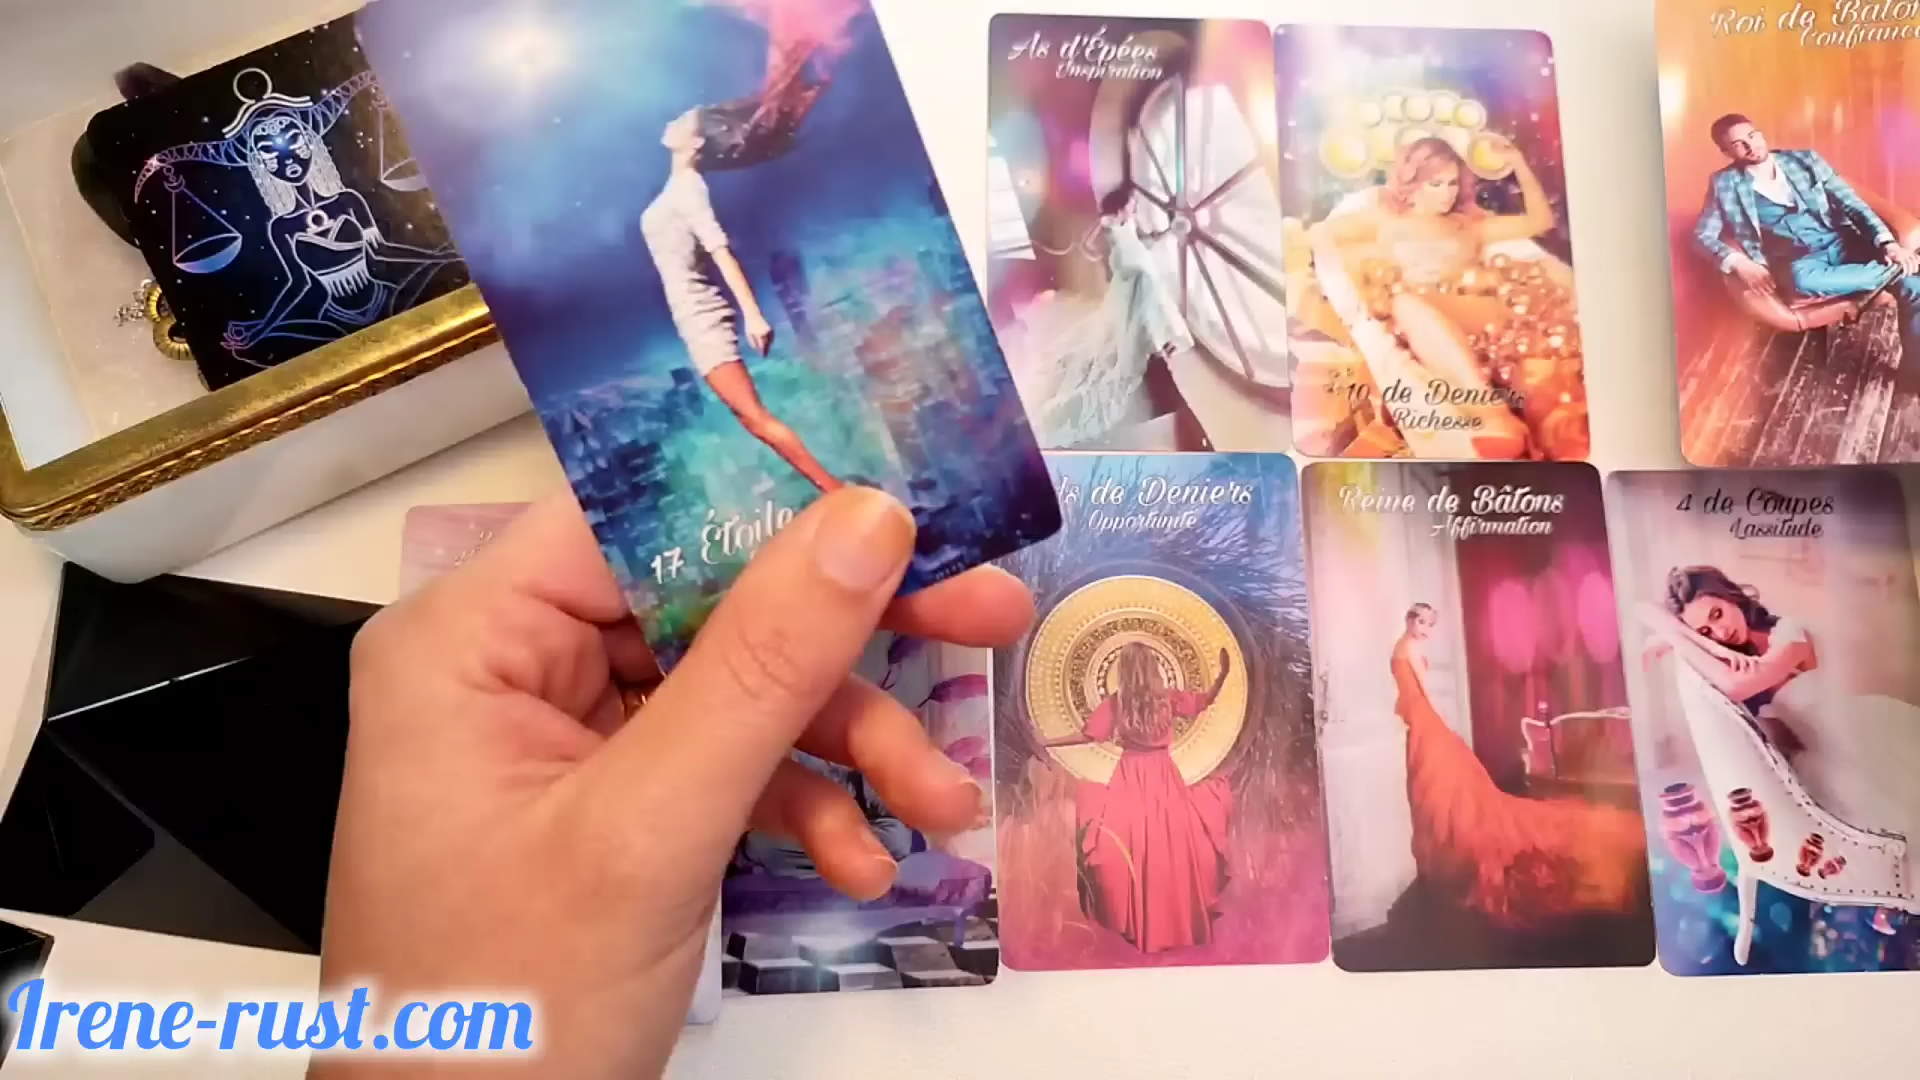 As d'Épées
Inspiration
Roi de Bâton
Confiance
10 de Deniers
Richesse
17 Étoile
de Deniers
Opportunité
Reine de Bâtons
Affirmation
4 de Coupes
Lassitude
Irene-rust.com